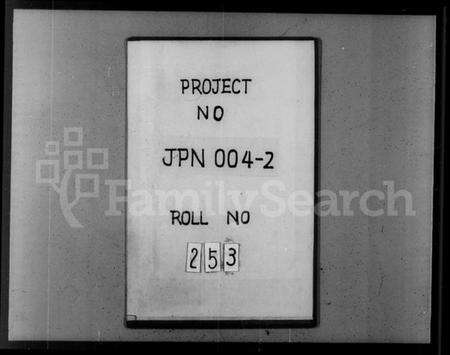 PROJECT
NO
JPN 004-2
FamilySearch
ROLL NO
253